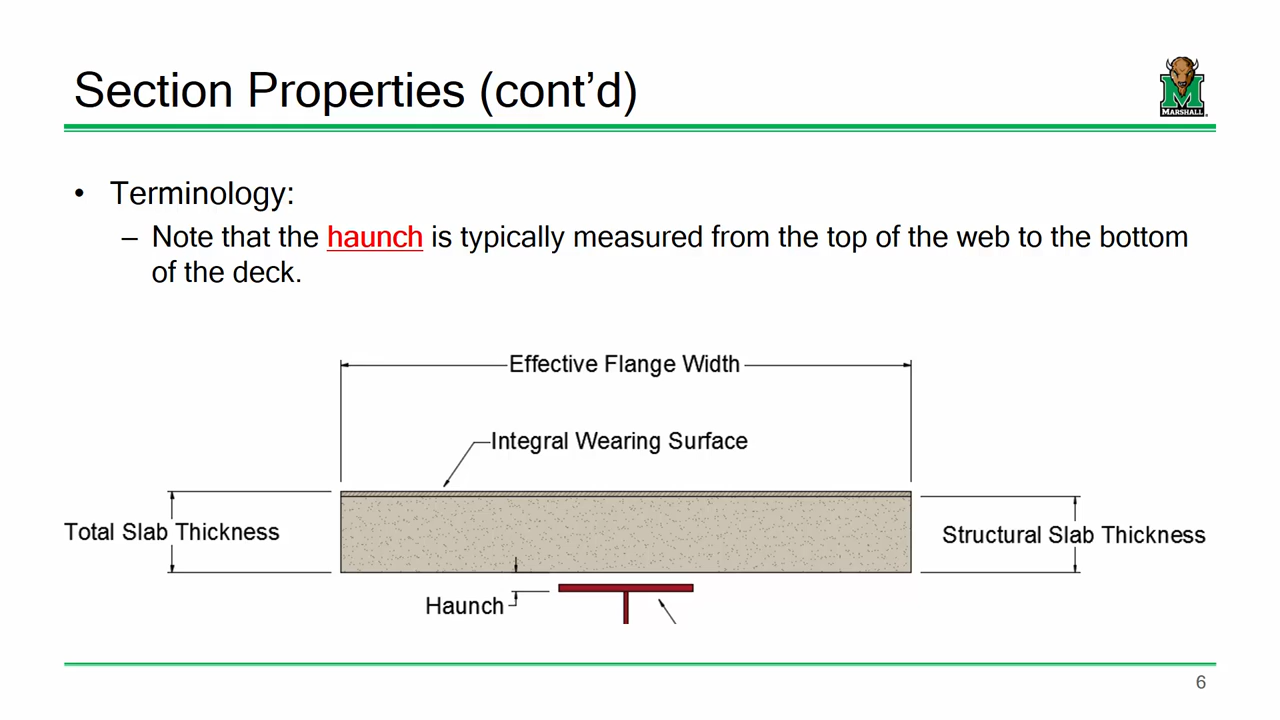 Section Properties (cont’d)
MARSHALL
• Terminology:
– Note that the haunch is typically measured from the top of the web to the bottom
of the deck.
Effective Flange Width
Integral Wearing Surface
Total Slab Thickness
Structural Slab Thickness
Haunch
6